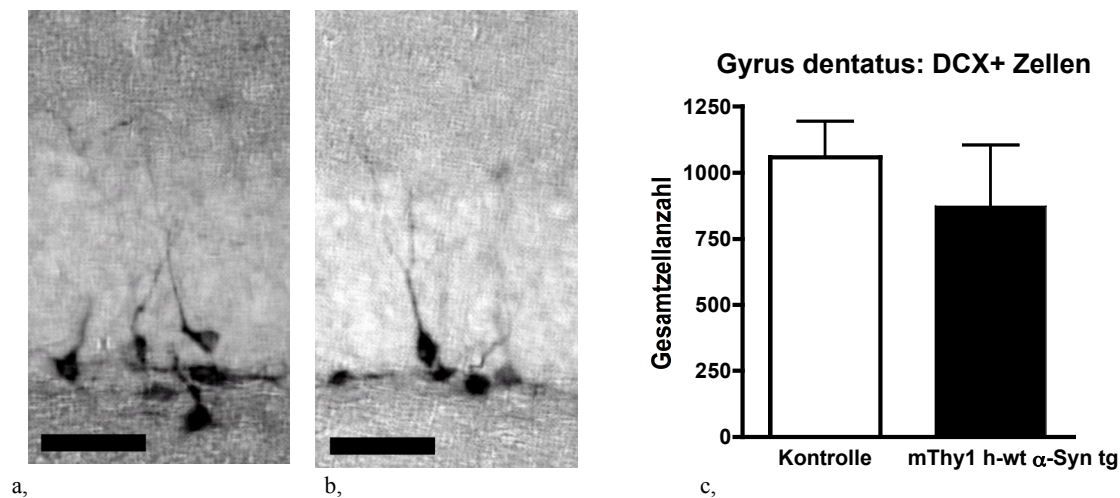 Gyrus dentatus: DCX+ Zellen
Gesamtzellanzahl
1250
1000
750
500
250
0
Kontrolle
mThy1 h-wt α-Syn tg
a,
b,
c,